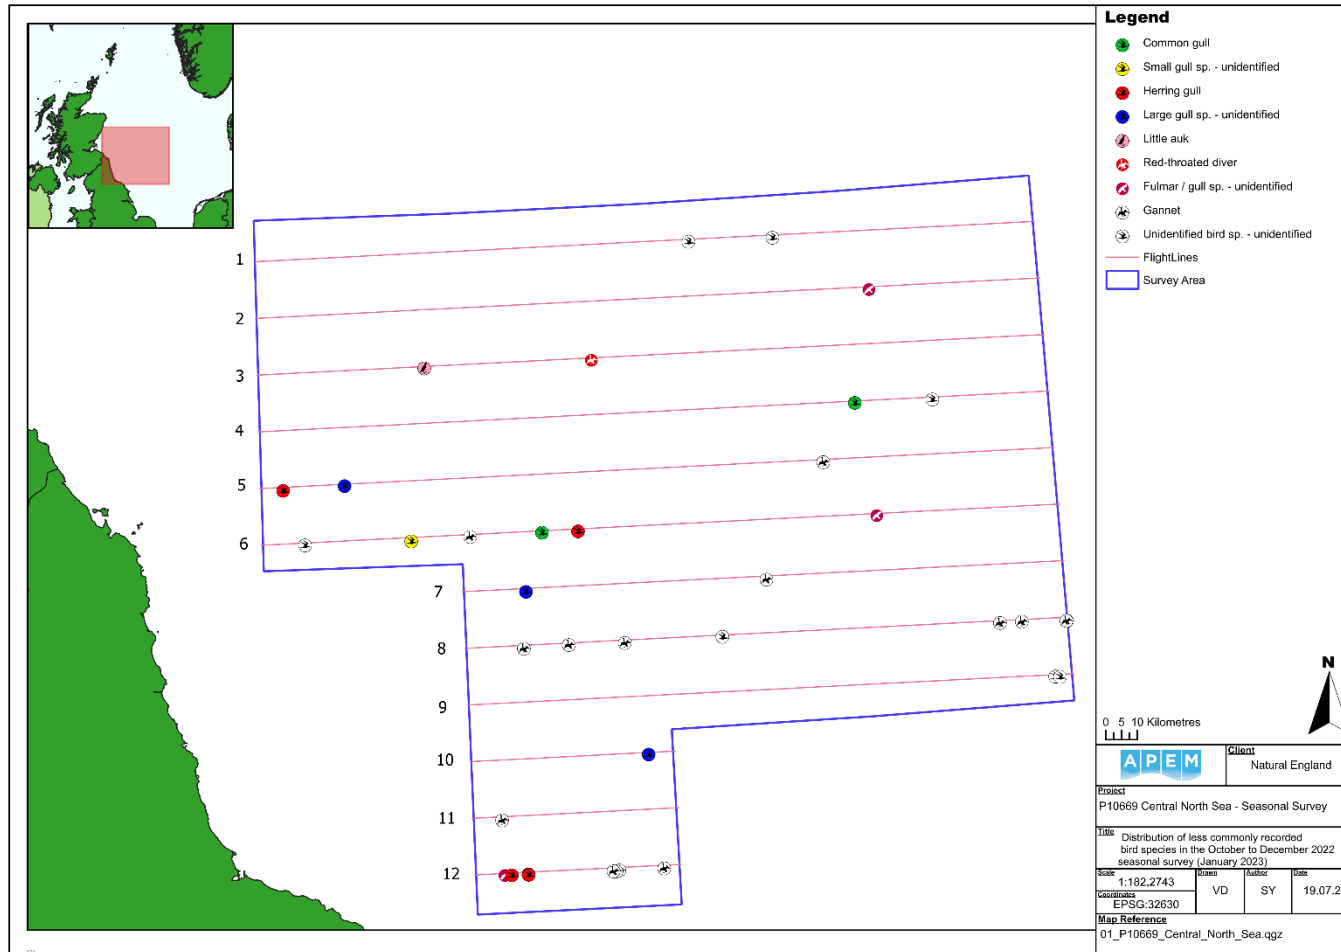 Legend
Common gull
Small gull sp. - unidentified
Herring gull
Large gull sp. - unidentified
Little auk
Red-throated diver
Fulmar / gull sp. - unidentified
Gannet
Unidentified bird sp. - unidentified
FlightLines
Survey Area
1
2
3
4
5
6
7
8
9
10
11
12
N
0 5 10 Kilometres
APEM
Client
Natural England
Project
P10669 Central North Sea - Seasonal Survey
Title
Distribution of less commonly recorded
bird species in the October to December 2022
seasonal survey (January 2023)
Scale
1:182,2743
Coordinates
EPSG:32630
Drawn
VD
Author
SY
Date
19.07.2
Map Reference
01_P10669_Central_North_Sea.qgz